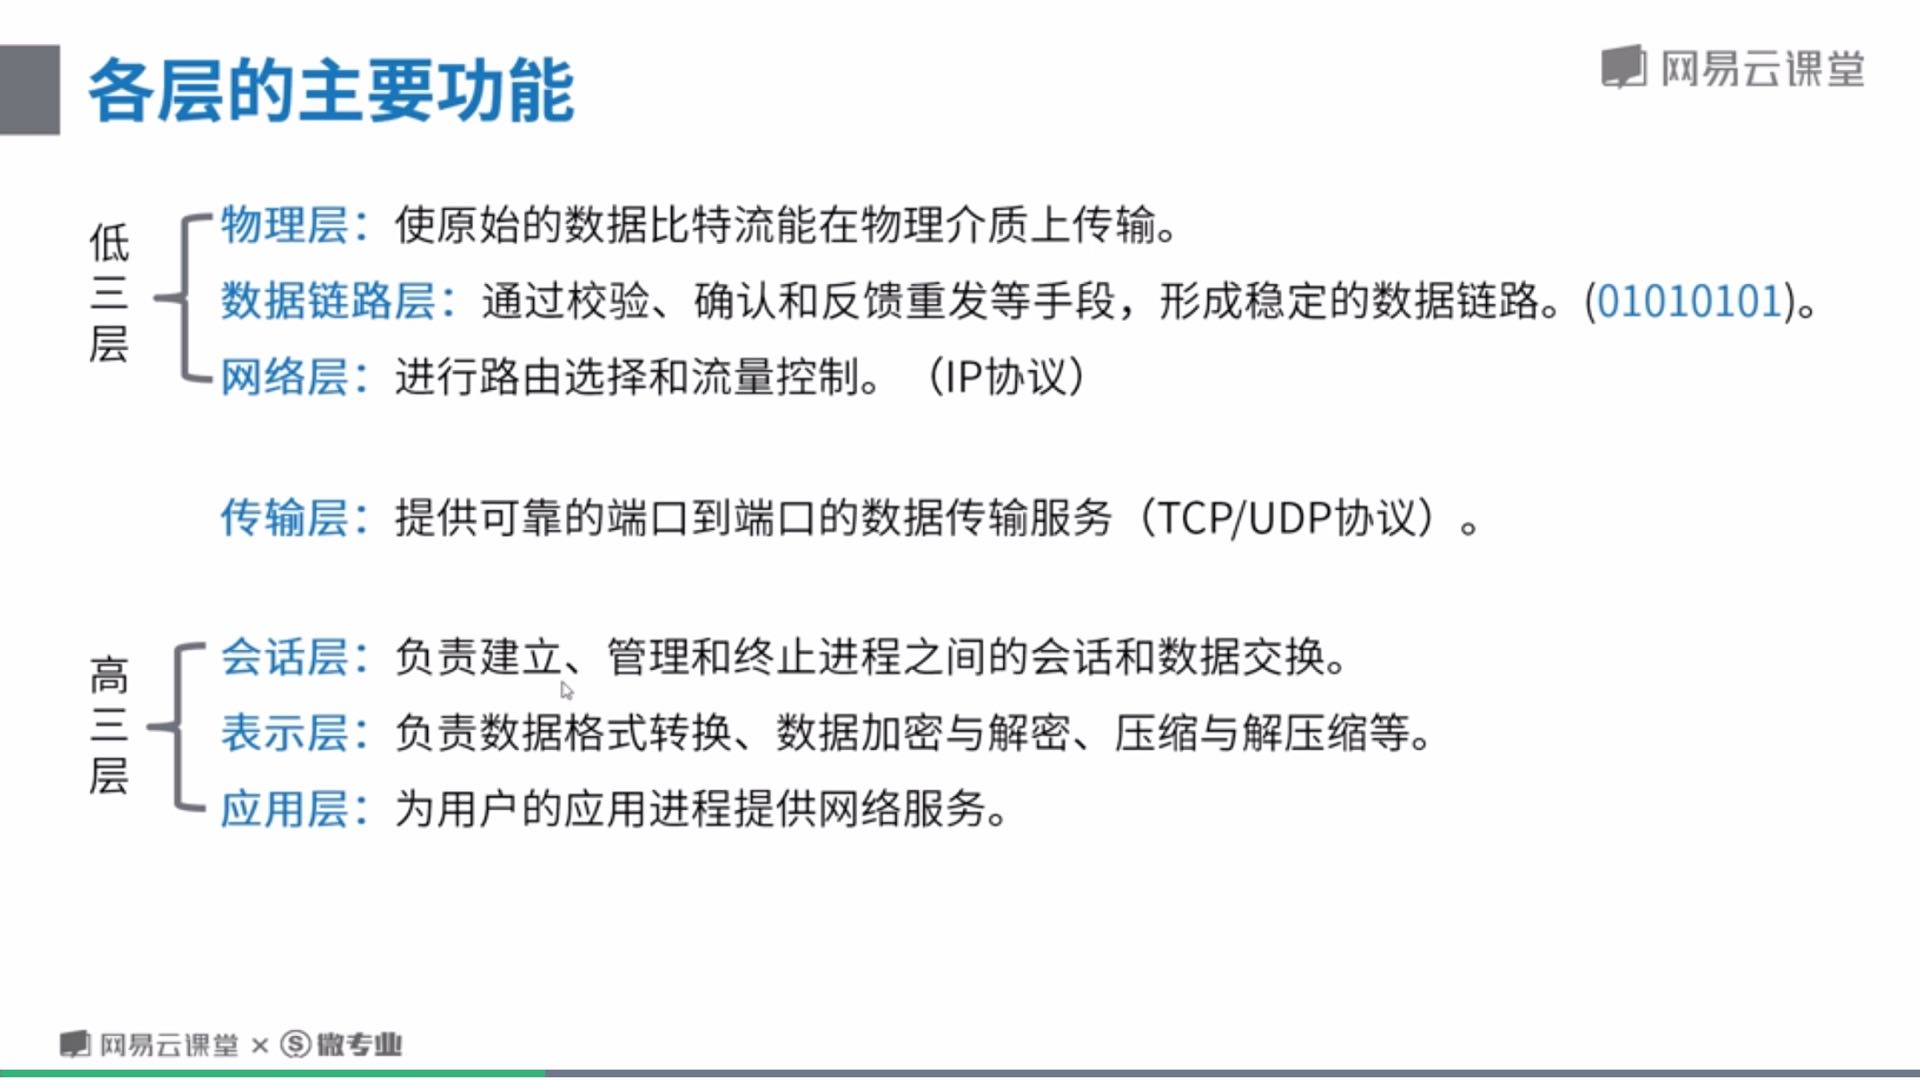 各层的主要功能
网易云课堂
低三层
物理层：使原始的数据比特流能在物理介质上传输。
数据链路层：通过校验、确认和反馈重发等手段，形成稳定的数据链路。(01010101)。
网络层：进行路由选择和流量控制。（IP协议）
传输层：提供可靠的端口到端口的数据传输服务（TCP/UDP协议）。
高三层
会话层：负责建立、管理和终止进程之间的会话和数据交换。
表示层：负责数据格式转换、数据加密与解密、压缩与解压缩等。
应用层：为用户的应用进程提供网络服务。
网易云课堂 × S 微专业